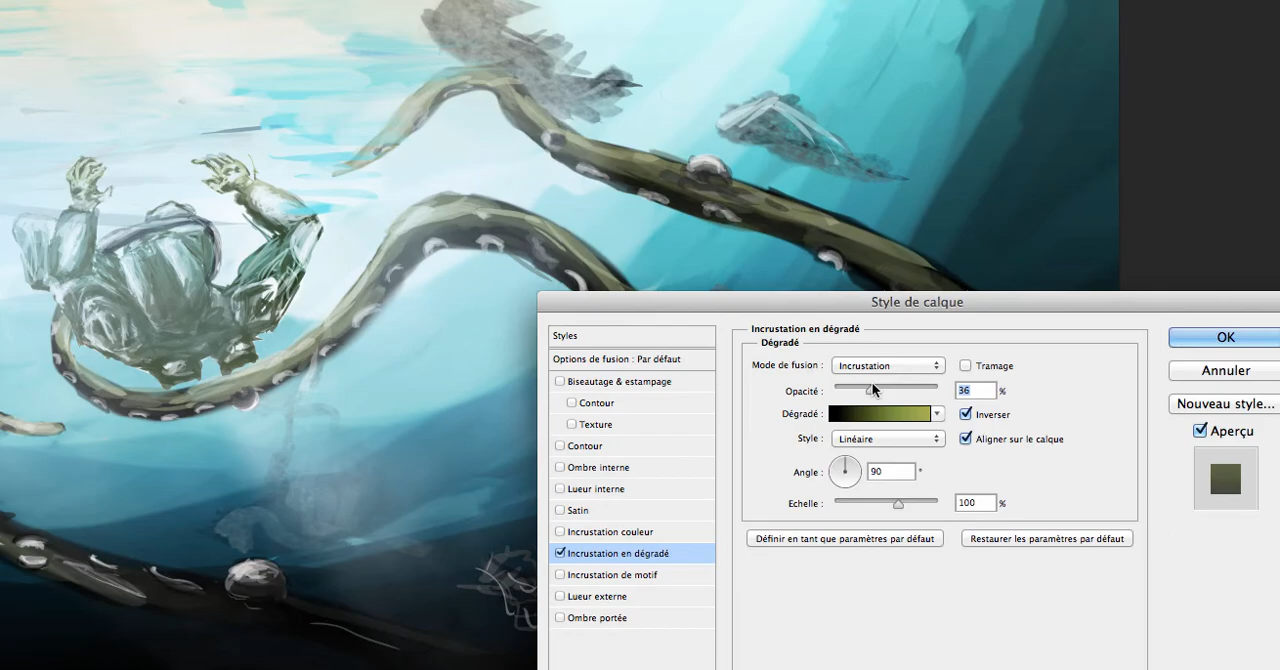 Style de calque
Styles
Options de fusion : Par défaut
Biseautage & estampage
Contour
Texture
Contour
Ombre interne
Lueur interne
Satin
Incrustation couleur
Incrustation en dégradé
Incrustation de motif
Lueur externe
Ombre portée
Incrustation en dégradé
Dégradé
Mode de fusion : Incrustation Tramage
Opacité : 36 %
Dégradé : Inverser
Style : Linéaire Aligner sur le calque
Angle : 90 °
Echelle : 100 %
Définir en tant que paramètres par défaut Restaurer les paramètres par défaut
OK
Annuler
Nouveau style...
Aperçu